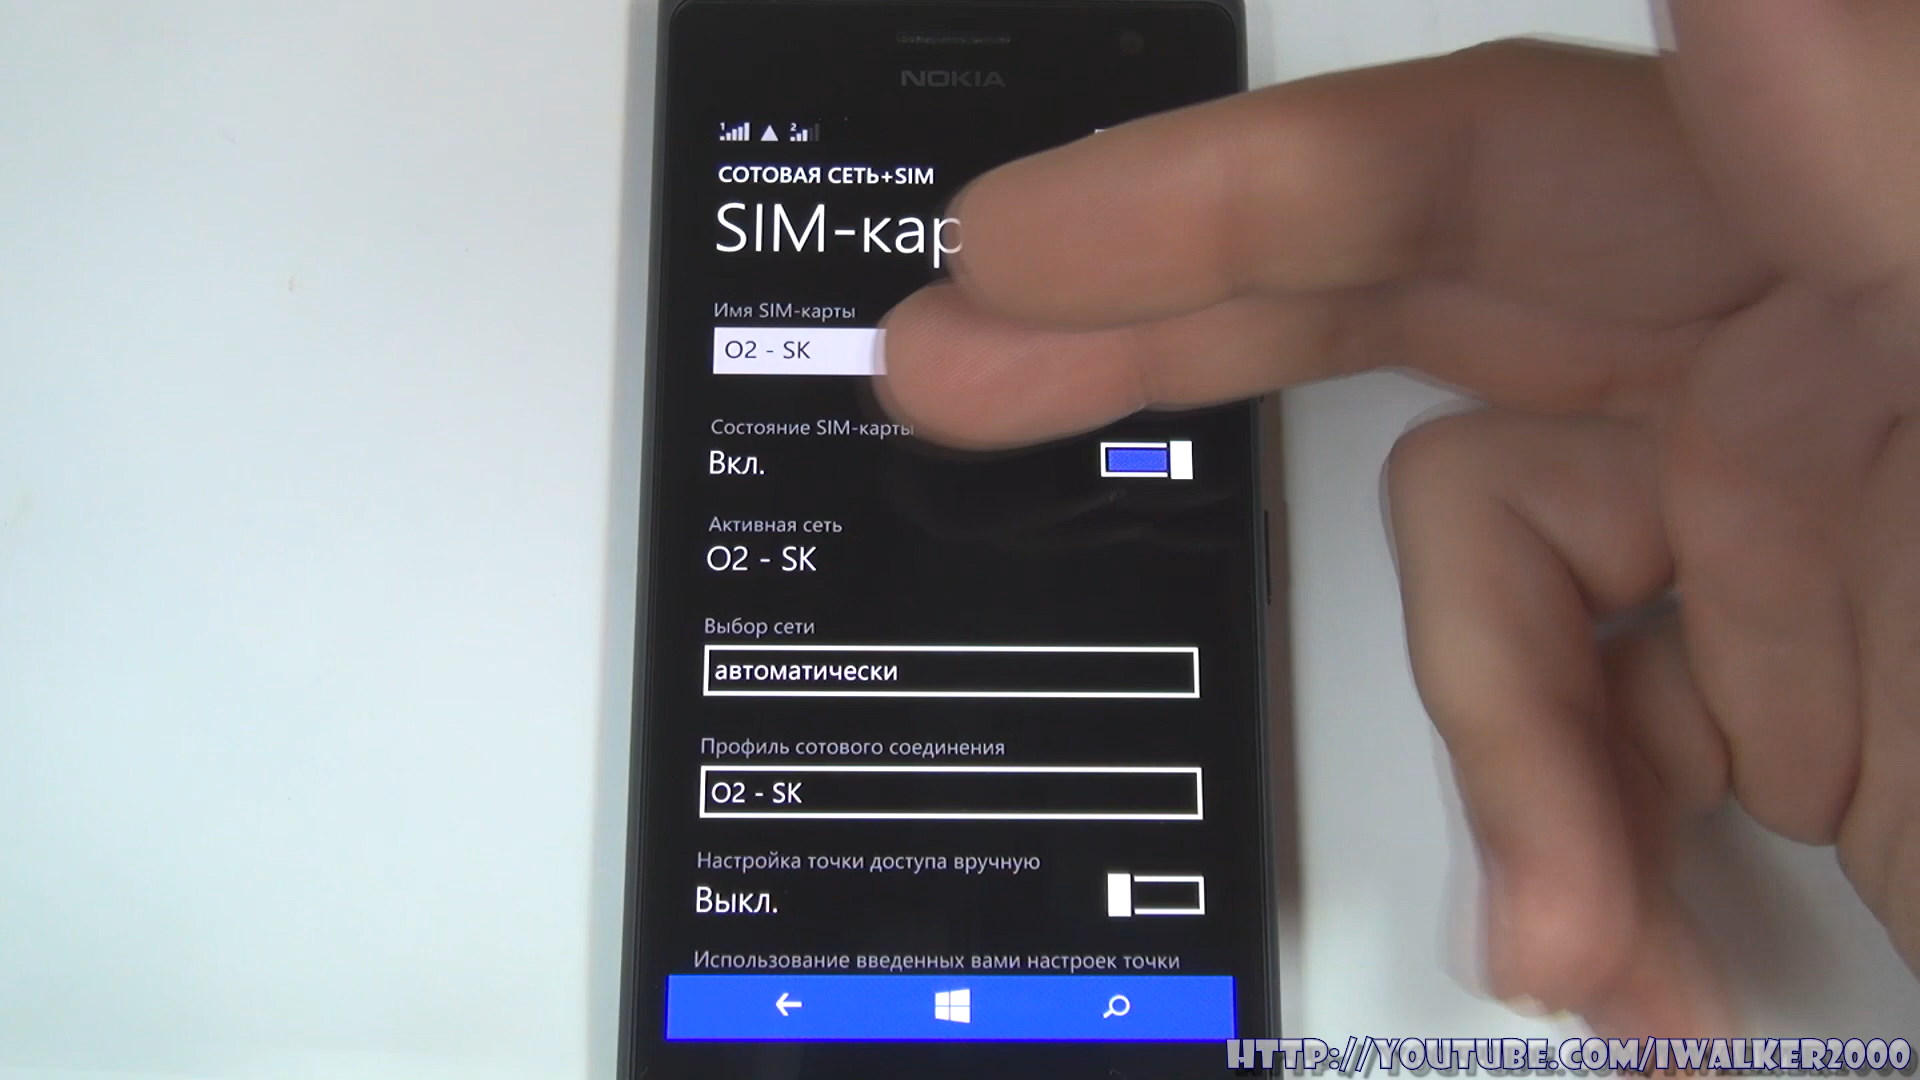 NOKIA
1 2
СОТОВАЯ СЕТЬ+SIM
SIM-кар
Имя SIM-карты
O2 - SK
Состояние SIM-карты
Вкл.
Активная сеть
O2 - SK
Выбор сети
автоматически
Профиль сотового соединения
O2 - SK
Настройка точки доступа вручную
Выкл.
Использование введенных вами настроек точки
HTTP://YOUTUBE.COM/IWALKER2000